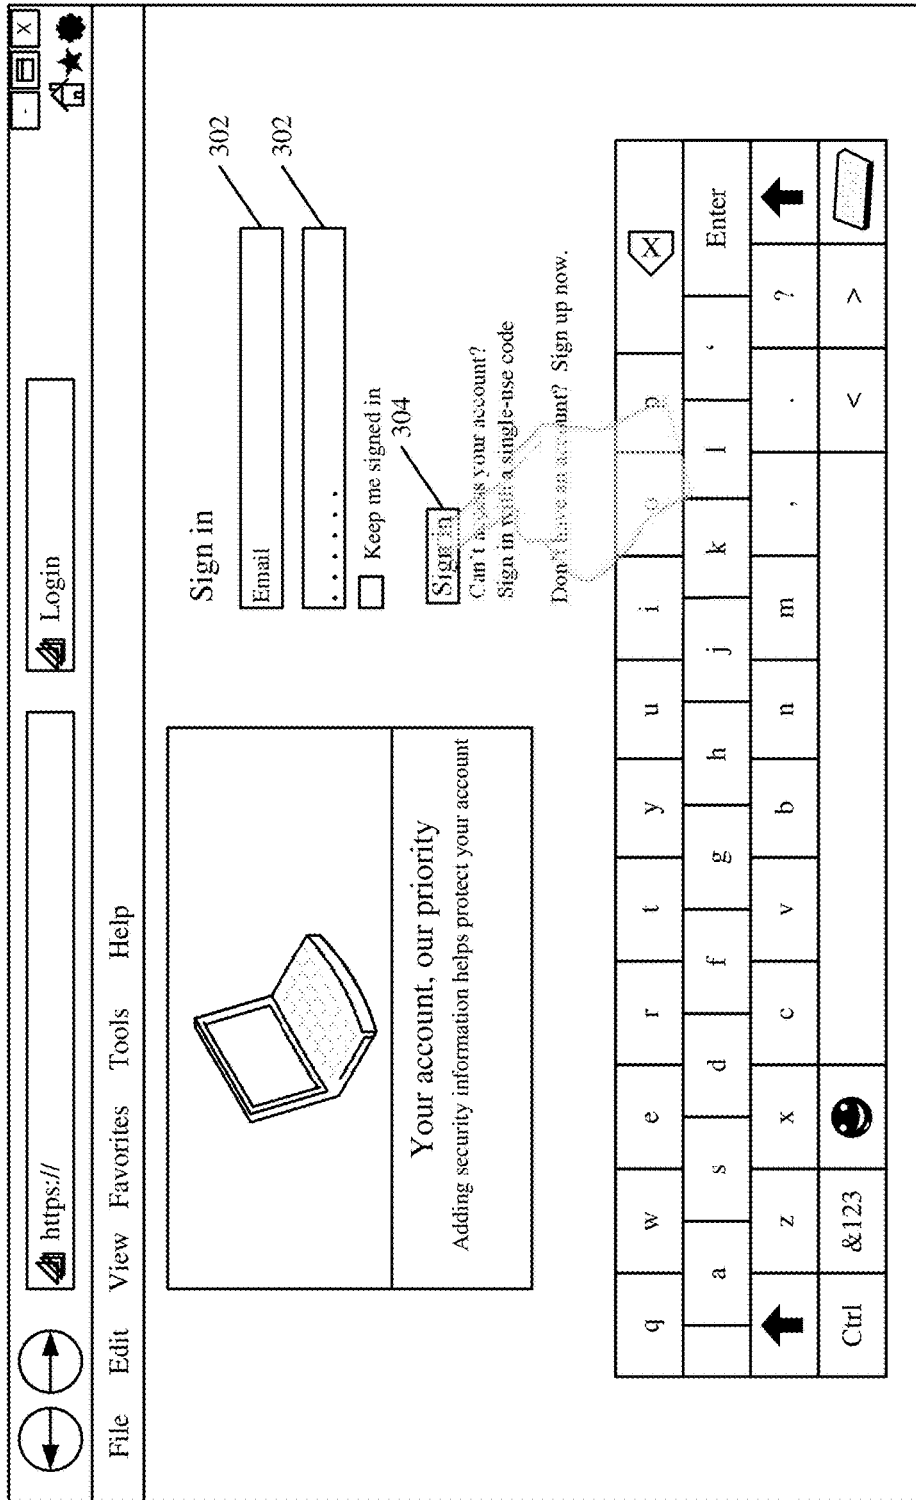 https://
Login
- X
File Edit View Favorites Tools Help
Your account, our priority
Adding security information helps protect your account
Sign in
302
Email
302
......
Keep me signed in
304
Sign in
Can't access your account?
Sign in with a single-use code
Don't have an account? Sign up now.
q w e r t y u i o p X
a s d f g h j k l ‘ Enter
z x c v b n m , . ?
Ctrl &123 < >